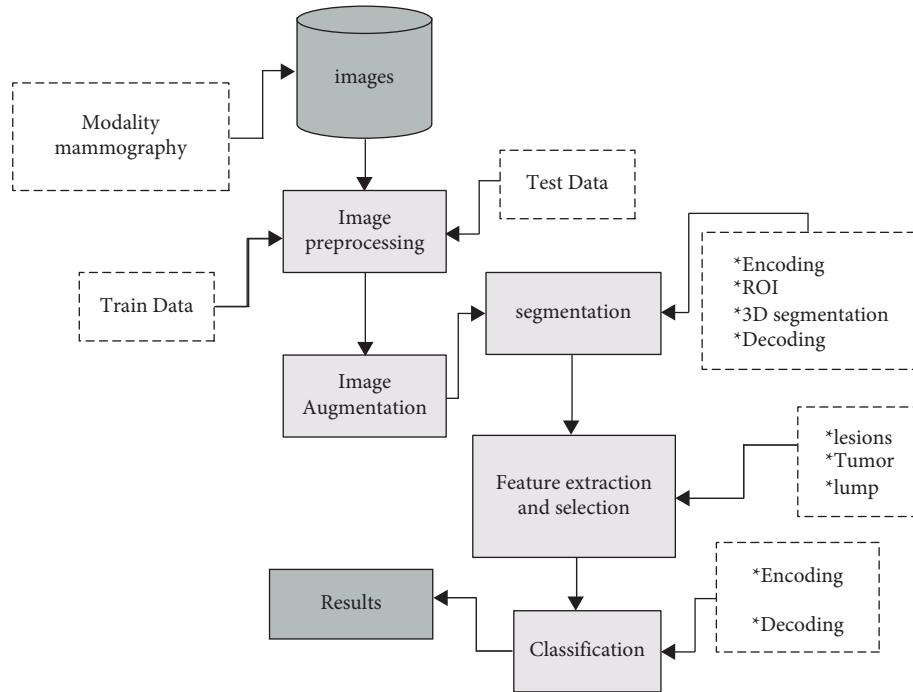 images
Modality
mammography
Test Data
Image
preprocessing
Train Data
*Encoding
*ROI
*3D segmentation
*Decoding
segmentation
Image
Augmentation
*lesions
*Tumor
*lump
Feature extraction
and selection
*Encoding
*Decoding
Results
Classification